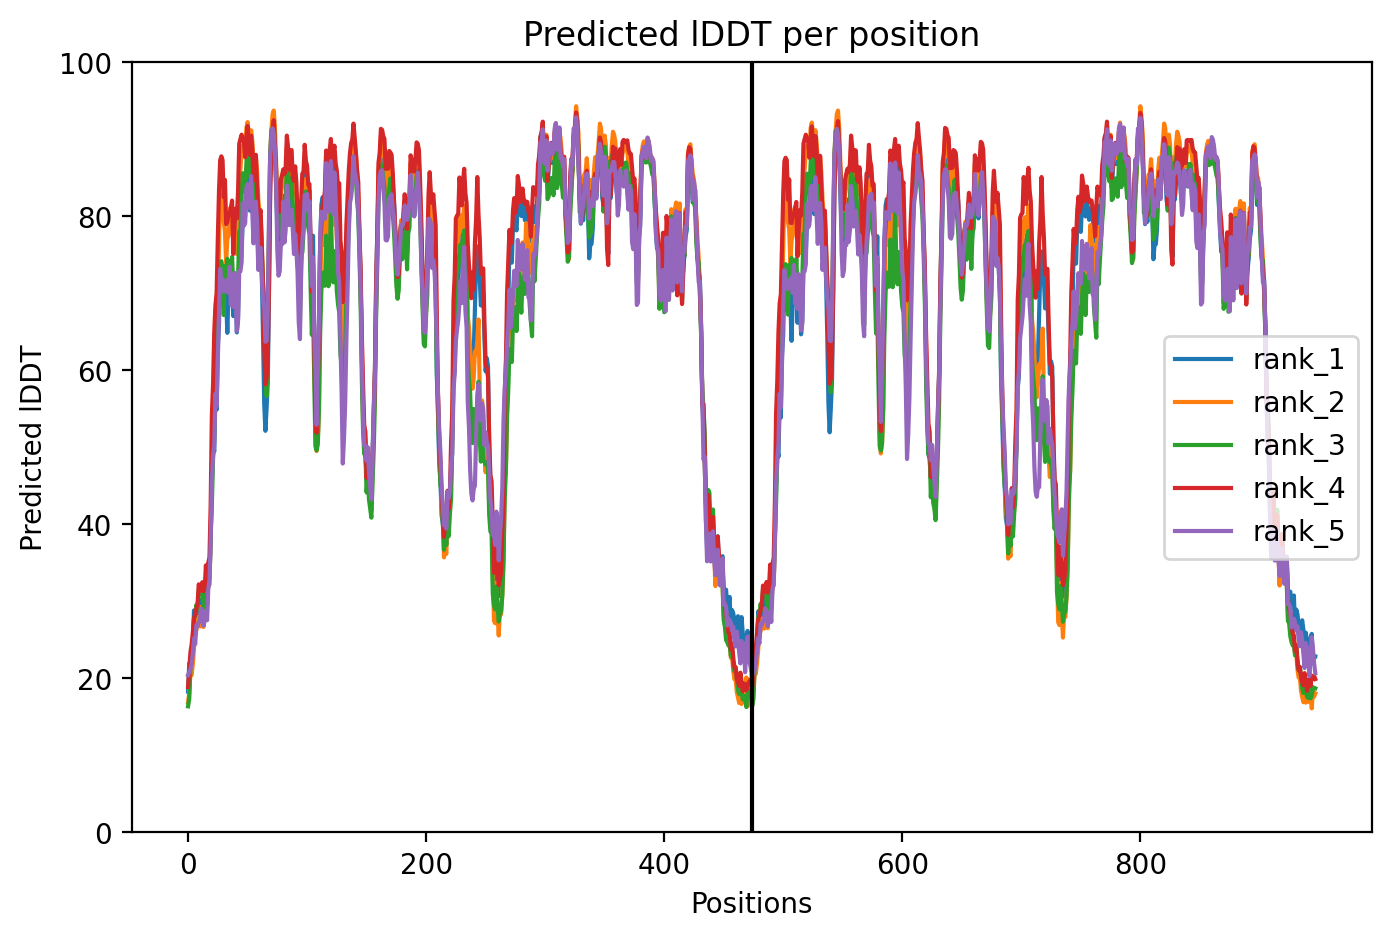 Predicted lDDT per position
100
80
60
40
20
0
Predicted lDDT
0 200 400 600 800
Positions
rank_1
rank_2
rank_3
rank_4
rank_5